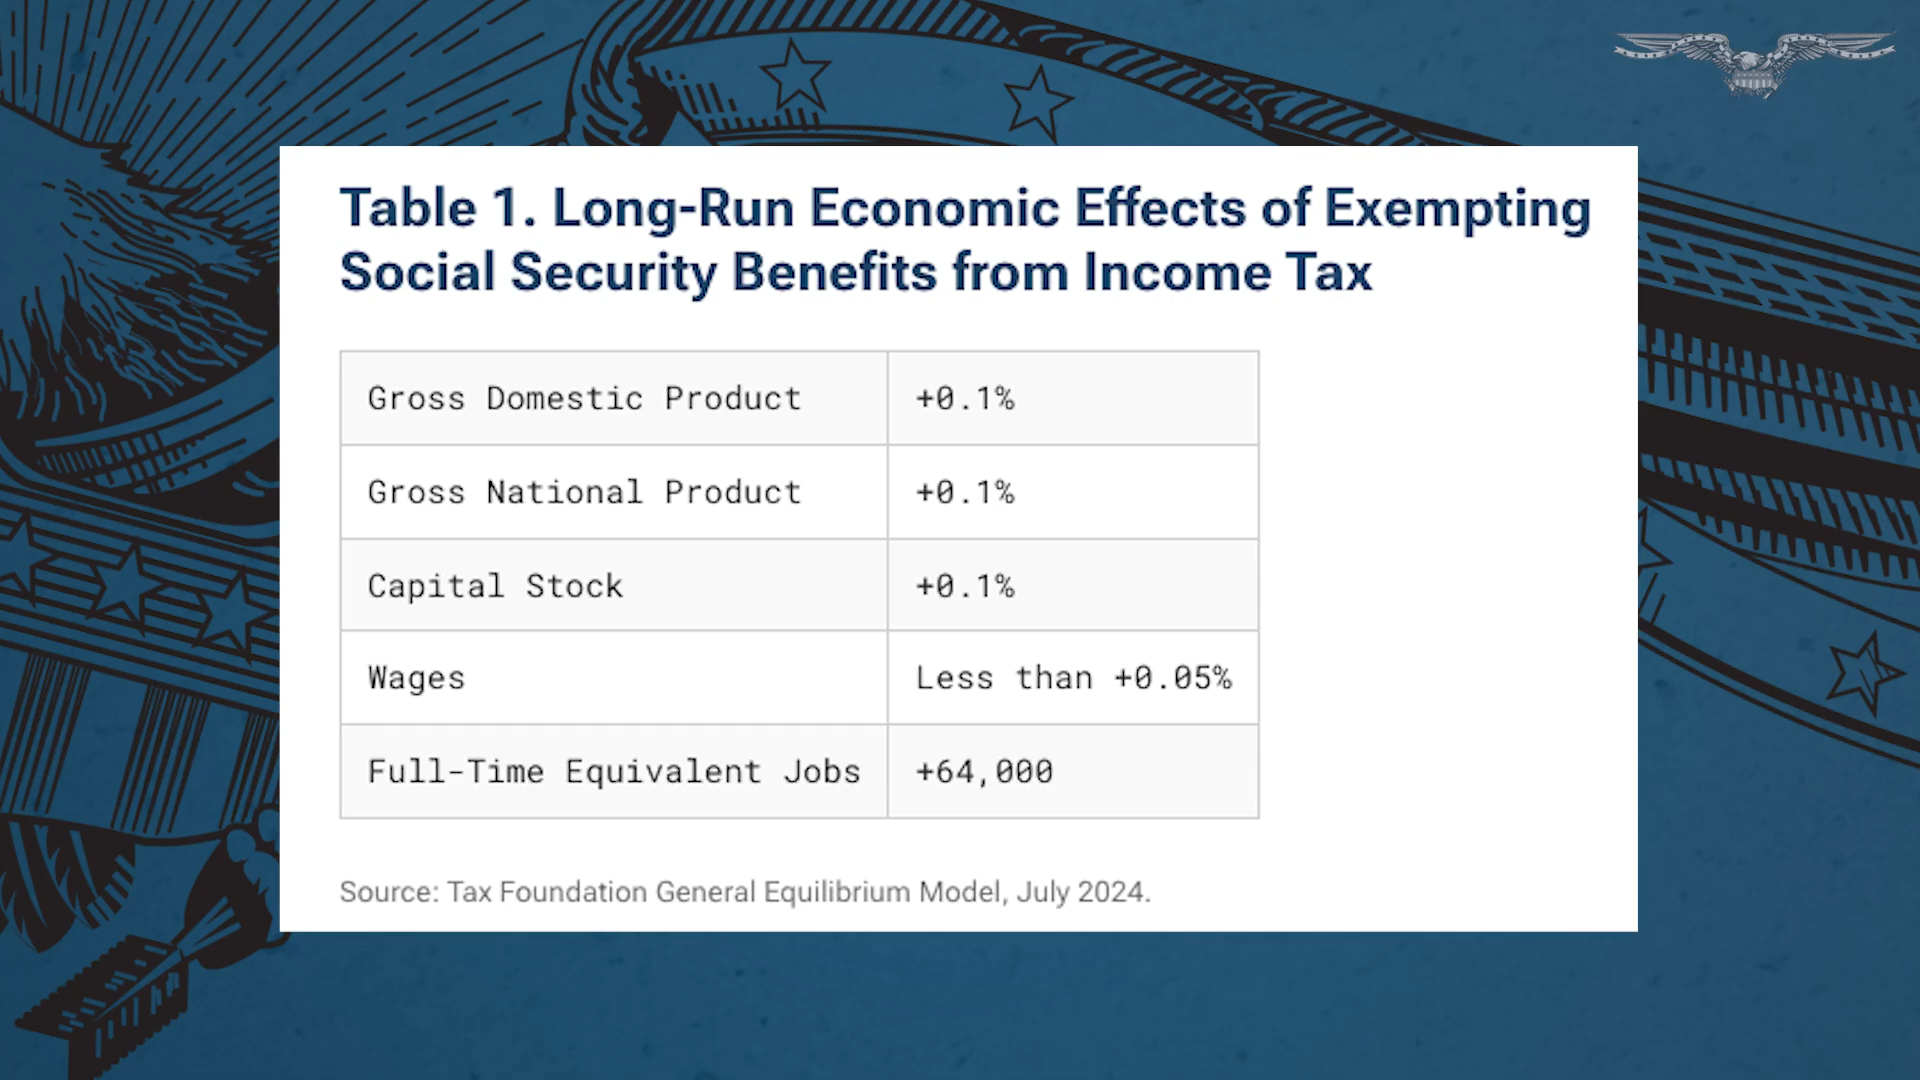 Table 1. Long-Run Economic Effects of Exempting
Social Security Benefits from Income Tax
Gross Domestic Product +0.1%
Gross National Product +0.1%
Capital Stock +0.1%
Wages Less than +0.05%
Full-Time Equivalent Jobs +64,000
Source: Tax Foundation General Equilibrium Model, July 2024.